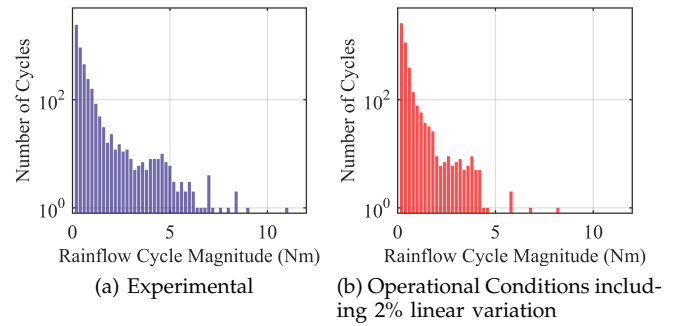 Number of Cycles
10^2
10^0
0 5 10
Rainflow Cycle Magnitude (Nm)
(a) Experimental
Number of Cycles
10^2
10^0
0 5 10
Rainflow Cycle Magnitude (Nm)
(b) Operational Conditions includ-
ing 2% linear variation